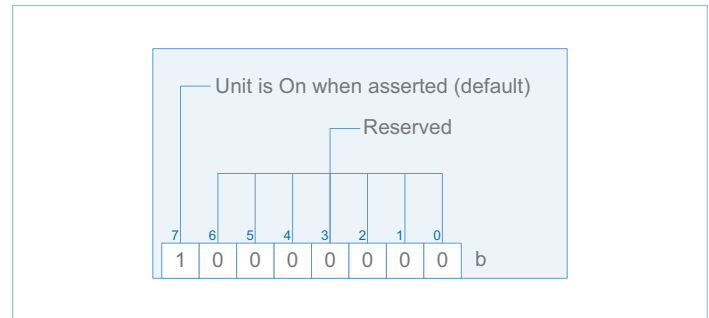 Unit is On when asserted (default)
Reserved
7 6 5 4 3 2 1 0
1 0 0 0 0 0 0 0 b